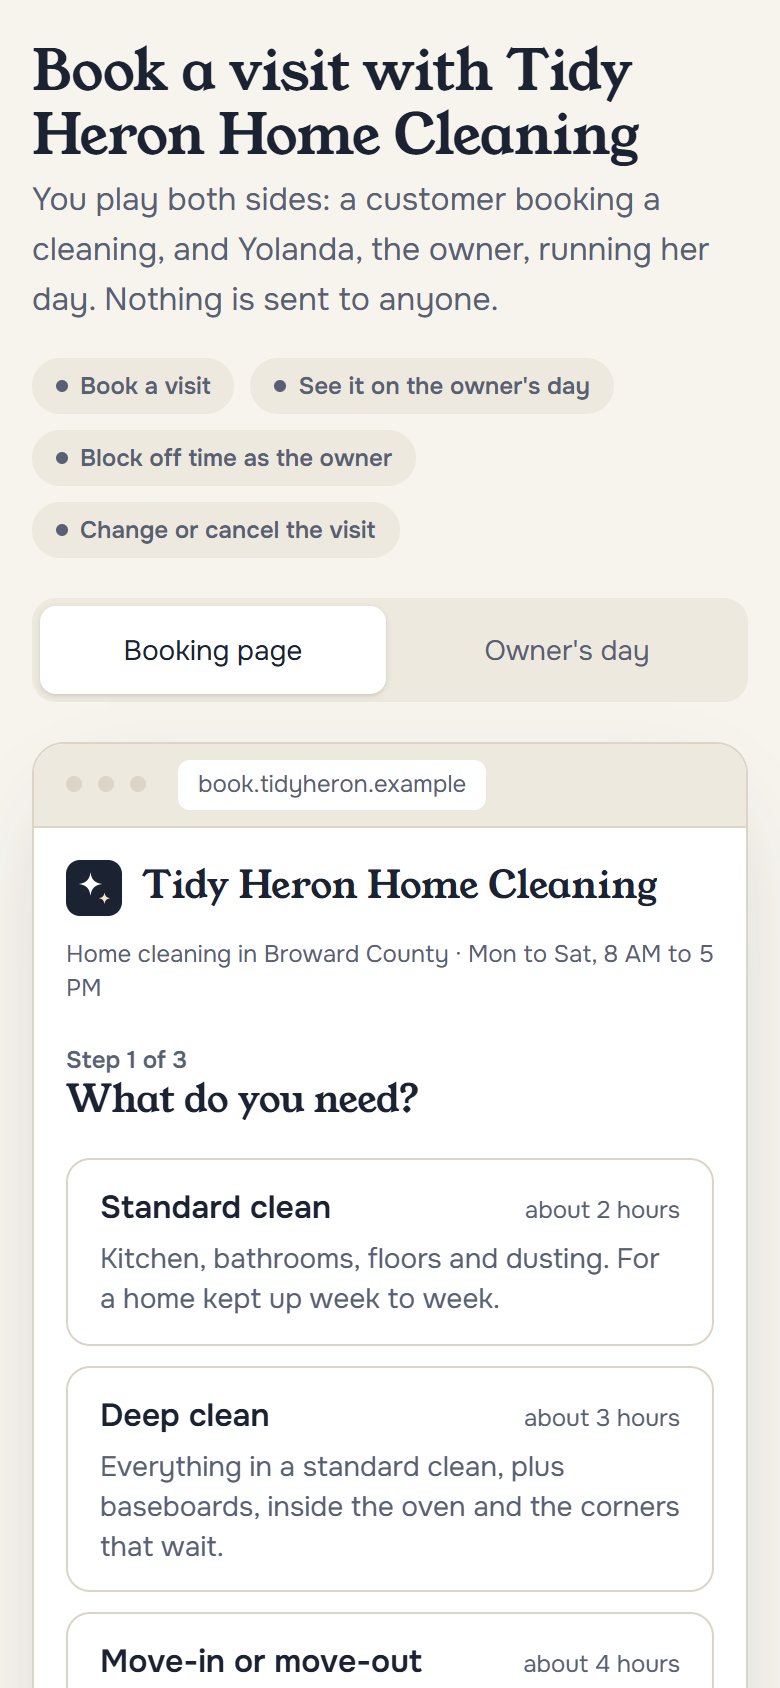 Book a visit with Tidy
Heron Home Cleaning
You play both sides: a customer booking a
cleaning, and Yolanda, the owner, running her
day. Nothing is sent to anyone.
Book a visit
See it on the owner's day
Block off time as the owner
Change or cancel the visit
Booking page
Owner's day
book.tidyheron.example
Tidy Heron Home Cleaning
Home cleaning in Broward County · Mon to Sat, 8 AM to 5
PM
Step 1 of 3
What do you need?
Standard clean
about 2 hours
Kitchen, bathrooms, floors and dusting. For
a home kept up week to week.
Deep clean
about 3 hours
Everything in a standard clean, plus
baseboards, inside the oven and the corners
that wait.
Move-in or move-out
about 4 hours